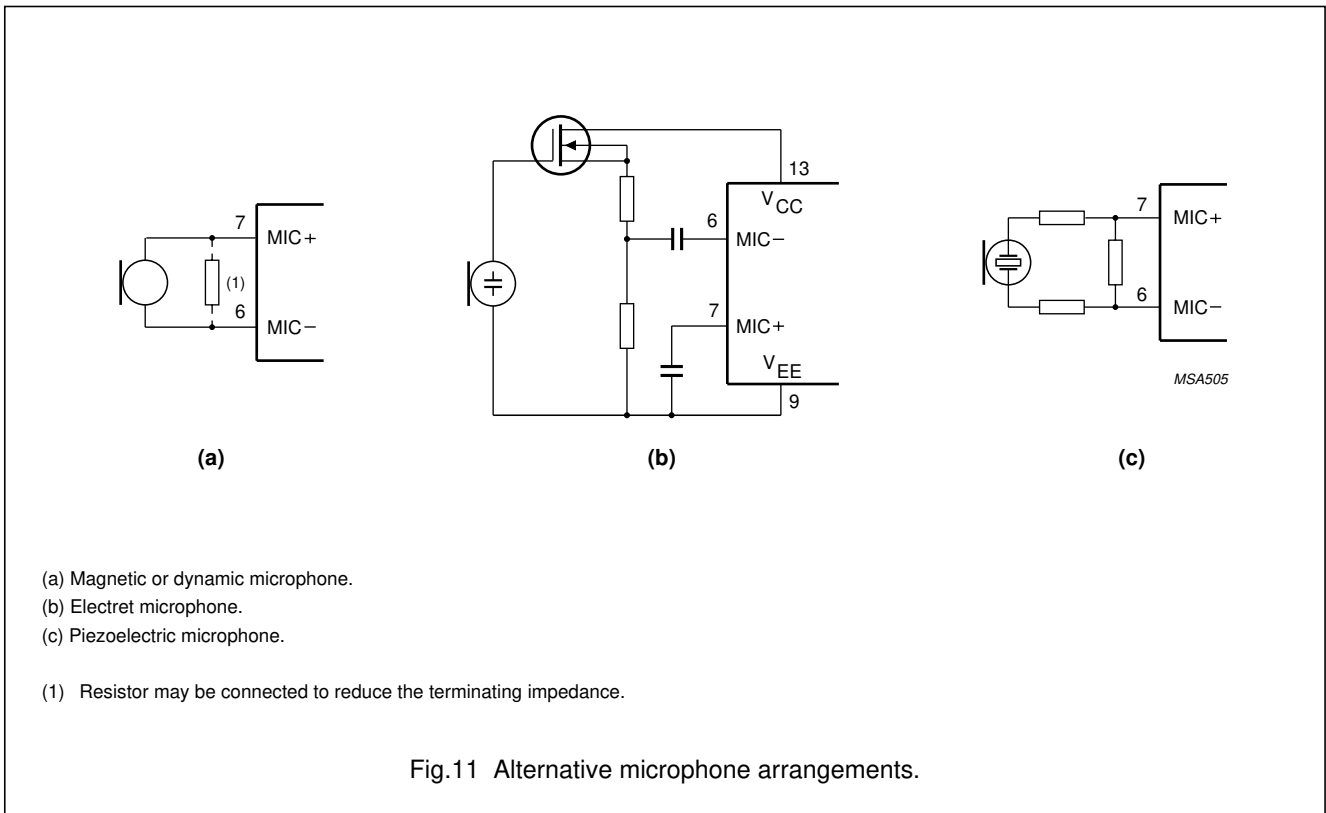 13
V CC
7
MIC+
(1)
6
MIC−
(a)
6
MIC−
7
MIC+
V EE
9
(b)
7
MIC+
6
MIC−
MSA505
(c)
(a) Magnetic or dynamic microphone.
(b) Electret microphone.
(c) Piezoelectric microphone.
(1) Resistor may be connected to reduce the terminating impedance.
Fig.11 Alternative microphone arrangements.